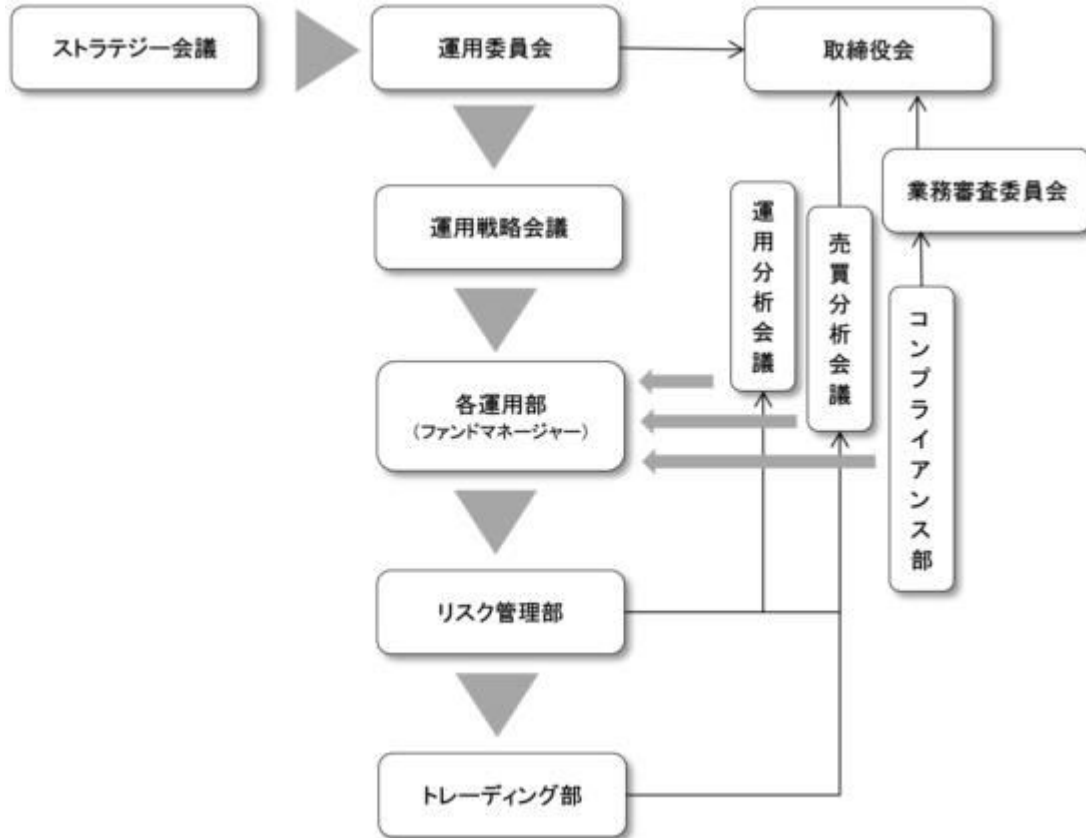 ストラテジー会議
運用委員会
取締役会
業務審査委員会
運用戦略会議
運用分析会議
売買分析会議
コンプライアンス部
各運用部
(ファンドマネージャー)
リスク管理部
トレーディング部